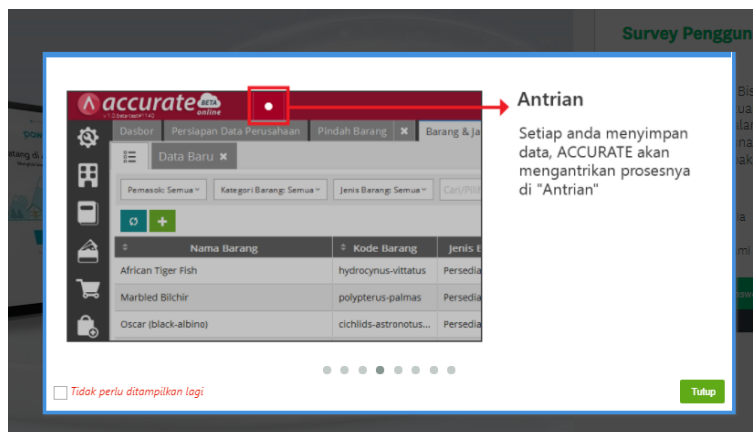 Survey Penggun
accurate BETA
online
Dasbor Persiapan Data Perusahaan Pindah Barang × Barang & Ja
Data Baru ×
Pemasok: Semua Kategori Barang: Semua Jenis Barang: Semua Cari/Pilih
Nama Barang Kode Barang Jenis B
African Tiger Fish hydrocynus-vittatus Persedia
Marbled Bilchir polypterus-palmas Persedia
Oscar (black-albino) cichlids-astronotus... Persedia
Antrian
Setiap anda menyimpan
data, ACCURATE akan
mengantrikan prosesnya
di "Antrian"
Tidak perlu ditampilkan lagi
Tutup